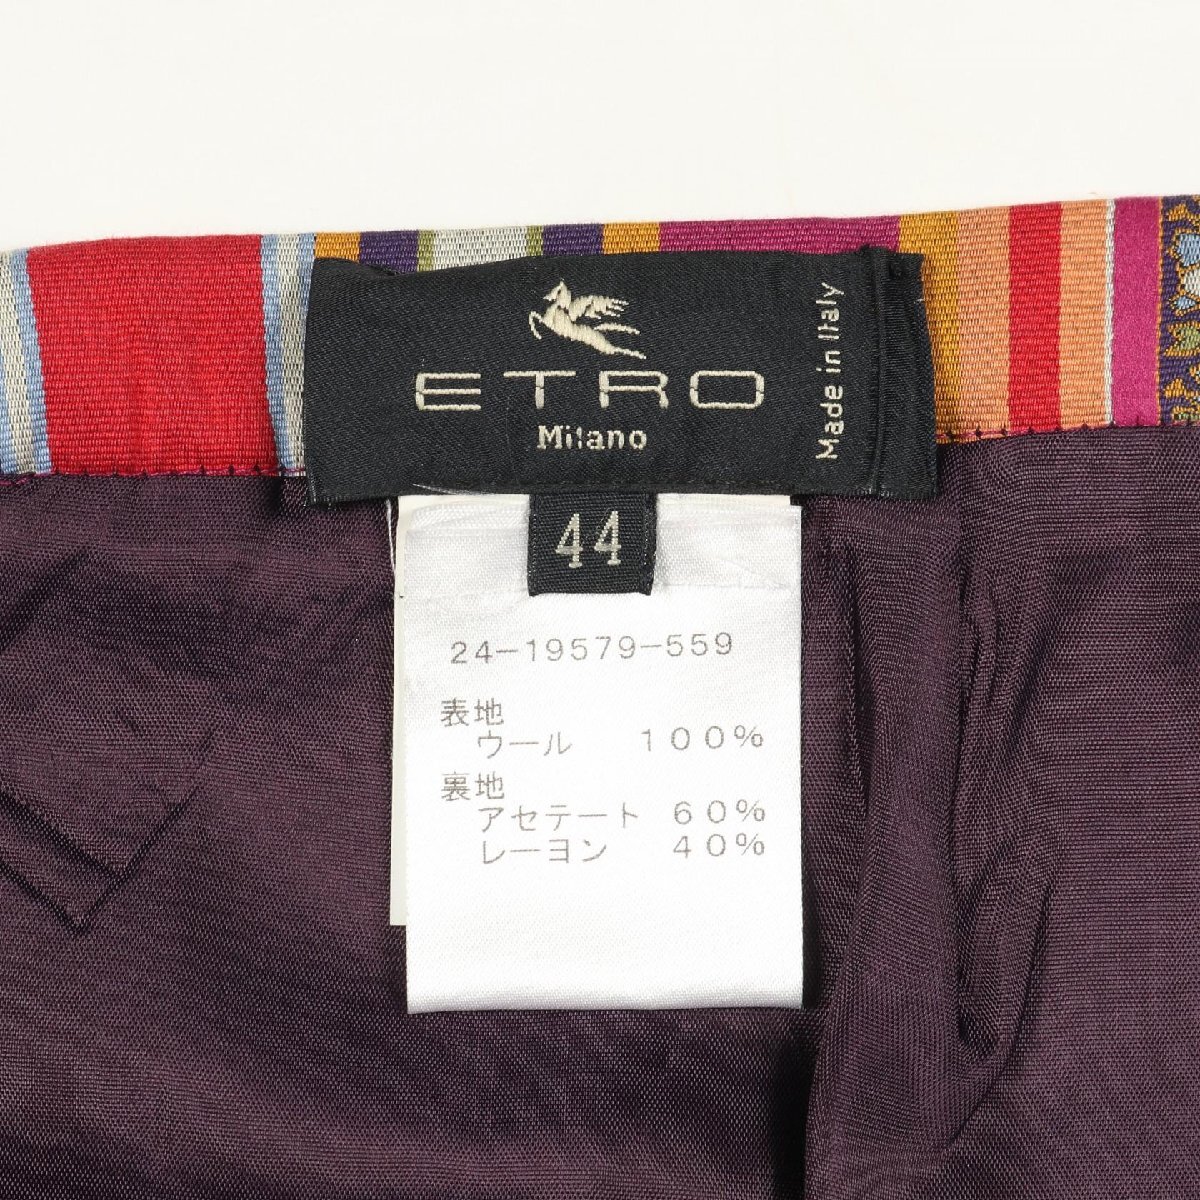 ETRO
Milano
Made in Italy
44
24-19579-559
表地
ウール 100%
裏地
アセテート 60%
レーヨン 40%